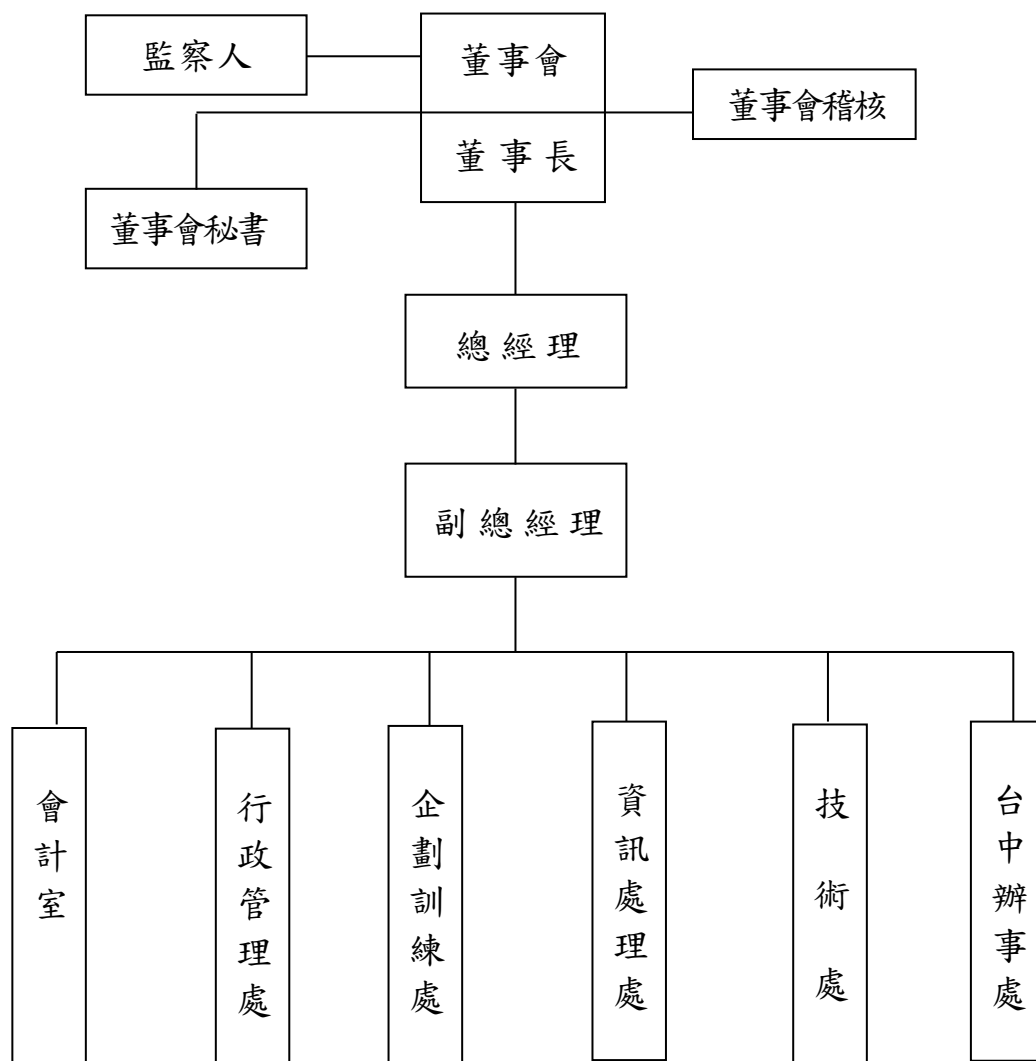 監察人
董事會
董事會稽核
董事長
董事會秘書
總經理
副總經理
會計室
行政管理處
企劃訓練處
資訊處理處
技術處
台中辦事處